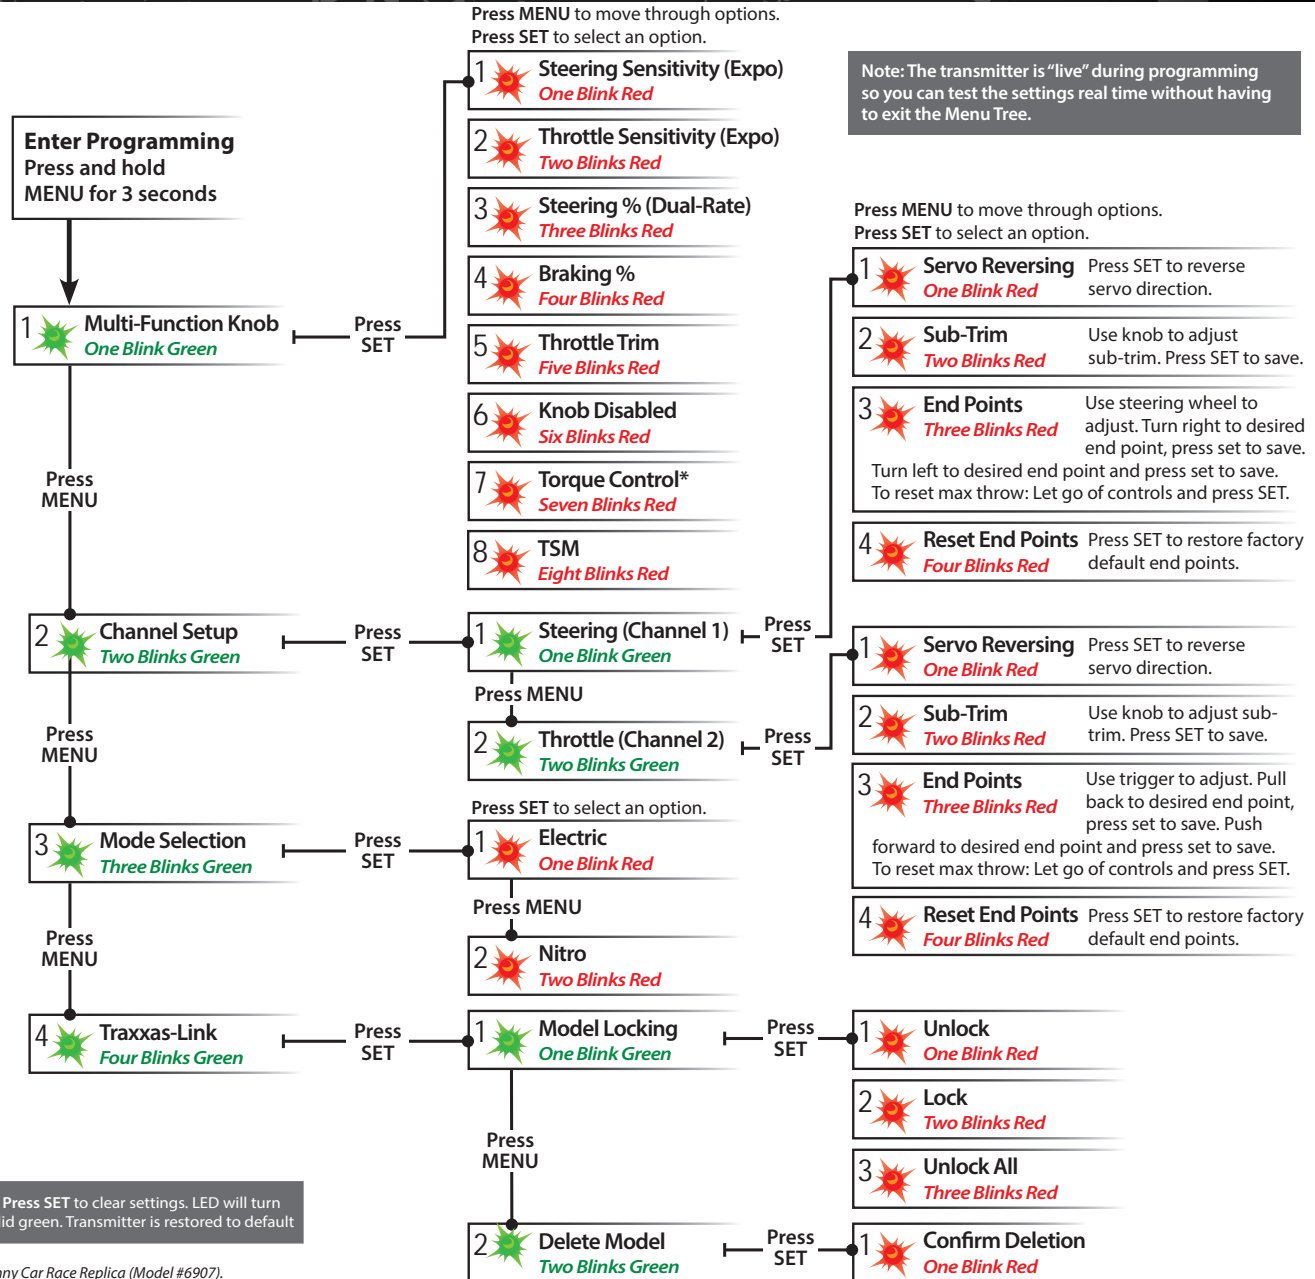 Press MENU to move through options.
Press SET to select an option.
1 Steering Sensitivity (Expo)
One Blink Red
2 Throttle Sensitivity (Expo)
Two Blinks Red
3 Steering % (Dual-Rate)
Three Blinks Red
4 Braking %
Four Blinks Red
5 Throttle Trim
Five Blinks Red
6 Knob Disabled
Six Blinks Red
7 Torque Control*
Seven Blinks Red
8 TSM
Eight Blinks Red
Note: The transmitter is “live” during programming
so you can test the settings real time without having
to exit the Menu Tree.
Enter Programming
Press and hold
MENU for 3 seconds
1 Multi-Function Knob
One Blink Green
Press
SET
Press
MENU
2 Channel Setup
Two Blinks Green
Press
SET
1 Steering (Channel 1)
One Blink Green
Press
SET
Press MENU
2 Throttle (Channel 2)
Two Blinks Green
Press
SET
Press MENU to move through options.
Press SET to select an option.
1 Servo Reversing Press SET to reverse
One Blink Red servo direction.
2 Sub-Trim Use knob to adjust
Two Blinks Red sub-trim. Press SET to save.
3 End Points Use steering wheel to
Three Blinks Red adjust. Turn right to desired
end point, press set to save.
Turn left to desired end point and press set to save.
To reset max throw: Let go of controls and press SET.
4 Reset End Points Press SET to restore factory
Four Blinks Red default end points.
1 Servo Reversing Press SET to reverse
One Blink Red servo direction.
2 Sub-Trim Use knob to adjust sub-
Two Blinks Red trim. Press SET to save.
3 End Points Use trigger to adjust. Pull
Three Blinks Red back to desired end point,
press set to save. Push
forward to desired end point and press set to save.
To reset max throw: Let go of controls and press SET.
4 Reset End Points Press SET to restore factory
Four Blinks Red default end points.
Press
MENU
3 Mode Selection
Three Blinks Green
Press
SET
Press SET to select an option.
1 Electric
One Blink Red
Press MENU
2 Nitro
Two Blinks Red
Press
MENU
4 Traxxas-Link
Four Blinks Green
Press
SET
1 Model Locking
One Blink Green
Press
SET
1 Unlock
One Blink Red
2 Lock
Two Blinks Red
3 Unlock All
Three Blinks Red
Press
MENU
2 Delete Model
Two Blinks Green
Press
SET
1 Confirm Deletion
One Blink Red
Press SET to clear settings. LED will turn
green. Transmitter is restored to default
Car Race Replica (Model #6907).